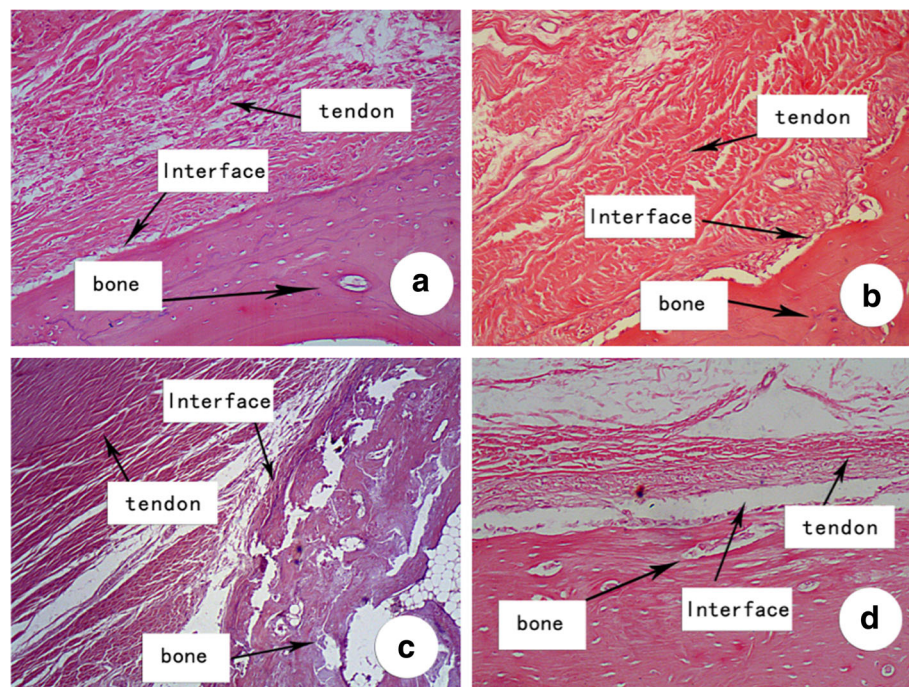 tendon
Interface
bone
a
tendon
Interface
bone
b
Interface
tendon
bone
c
tendon
bone
Interface
d